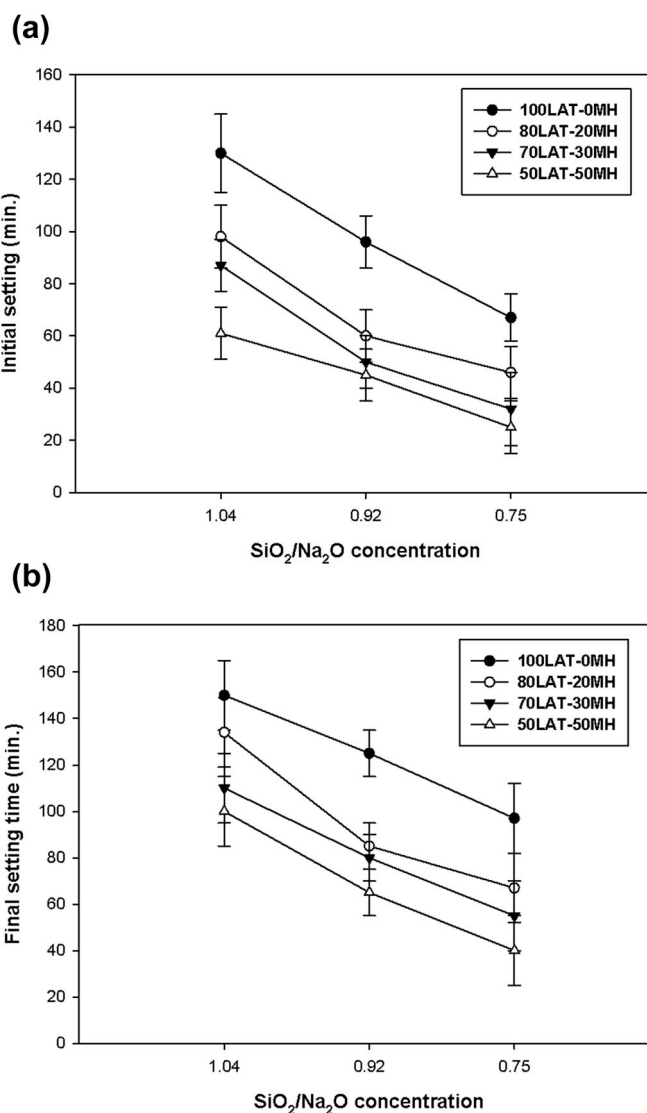 (a)
160
140
120
100
80
60
40
20
0
Initial setting (min.)
100LAT-0MH
80LAT-20MH
70LAT-30MH
50LAT-50MH
1.04 0.92 0.75
SiO₂/Na₂O concentration
(b)
180
160
140
120
100
80
60
40
20
0
Final setting time (min.)
100LAT-0MH
80LAT-20MH
70LAT-30MH
50LAT-50MH
1.04 0.92 0.75
SiO₂/Na₂O concentration